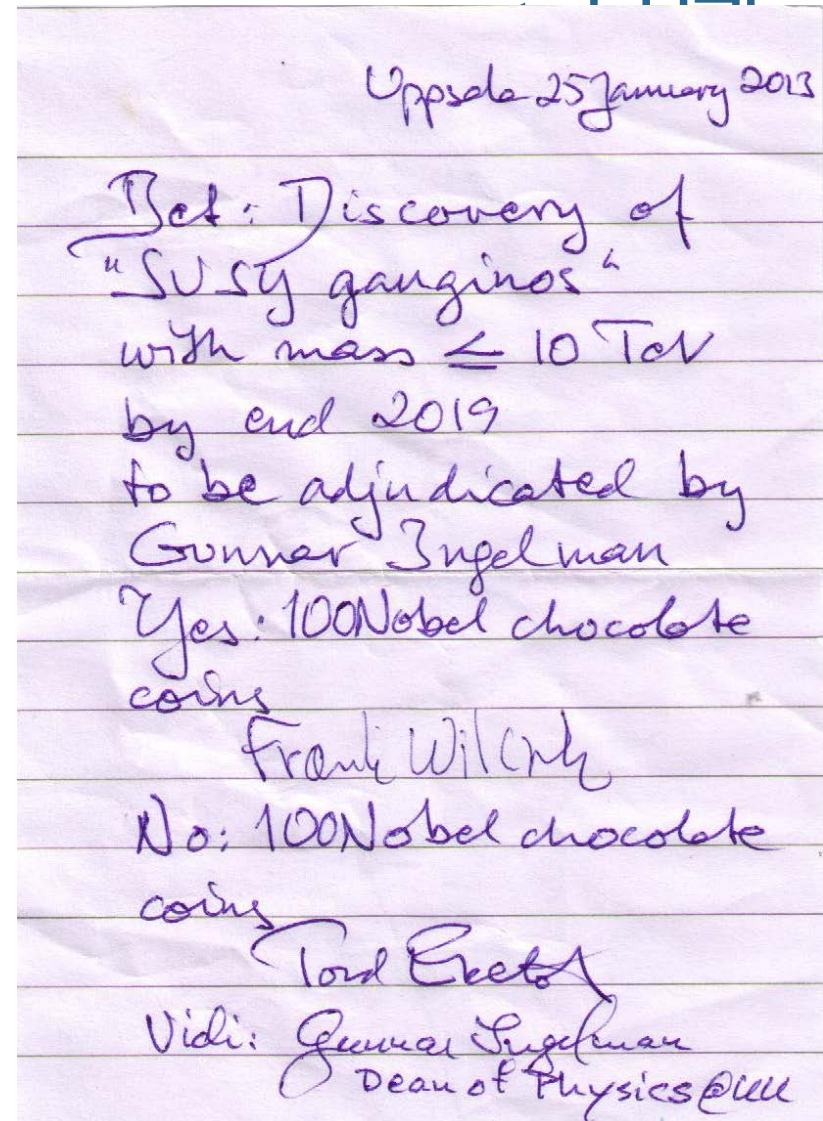 Uppsala 25 January 2013
Bet: Discovery of
"SUSY gauginos"
with mass ≤ 10 TeV
by end 2019
to be adjudicated by
Gunnar Ingelman
Yes: 100 Nobel chocolate
coins
Frank Wilczek
No: 100 Nobel chocolate
coins
Tord
Vidi: Gunnar Ingelman
Dean of Physics @UU